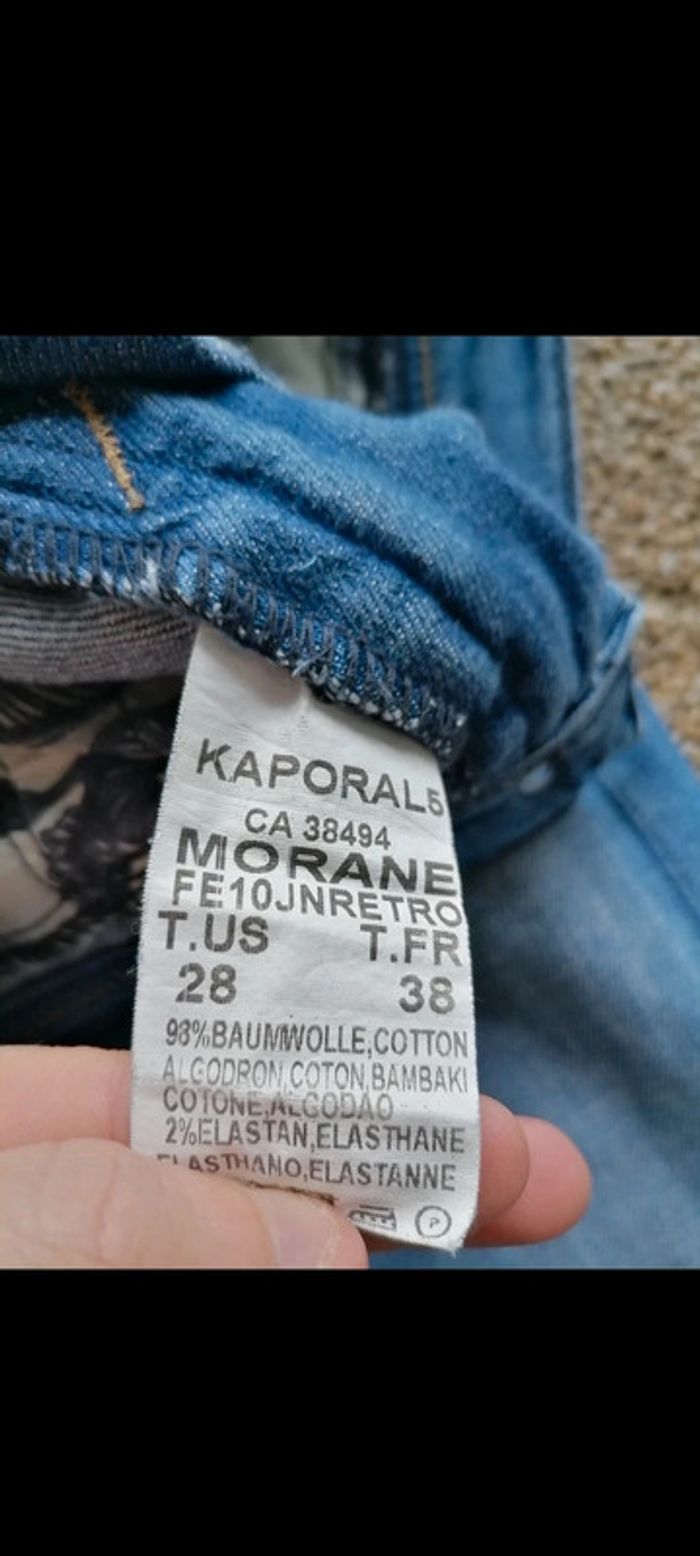 KAPORAL5
CA 38494
MORANE
FE10JNRETRO
T.US T.FR
28 38
98%BAUMWOLLE,COTTON
ALGODRON,COTON,BAMBAKI
COTONE,ALGODAO
2%ELASTAN,ELASTHANE
ELASTHANO,ELASTANNE
P